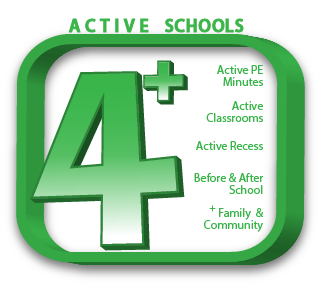 ACTIVE SCHOOLS
4+
Active PE
Minutes
Active
Classrooms
Active Recess
Before & After
School
+ Family &
Community